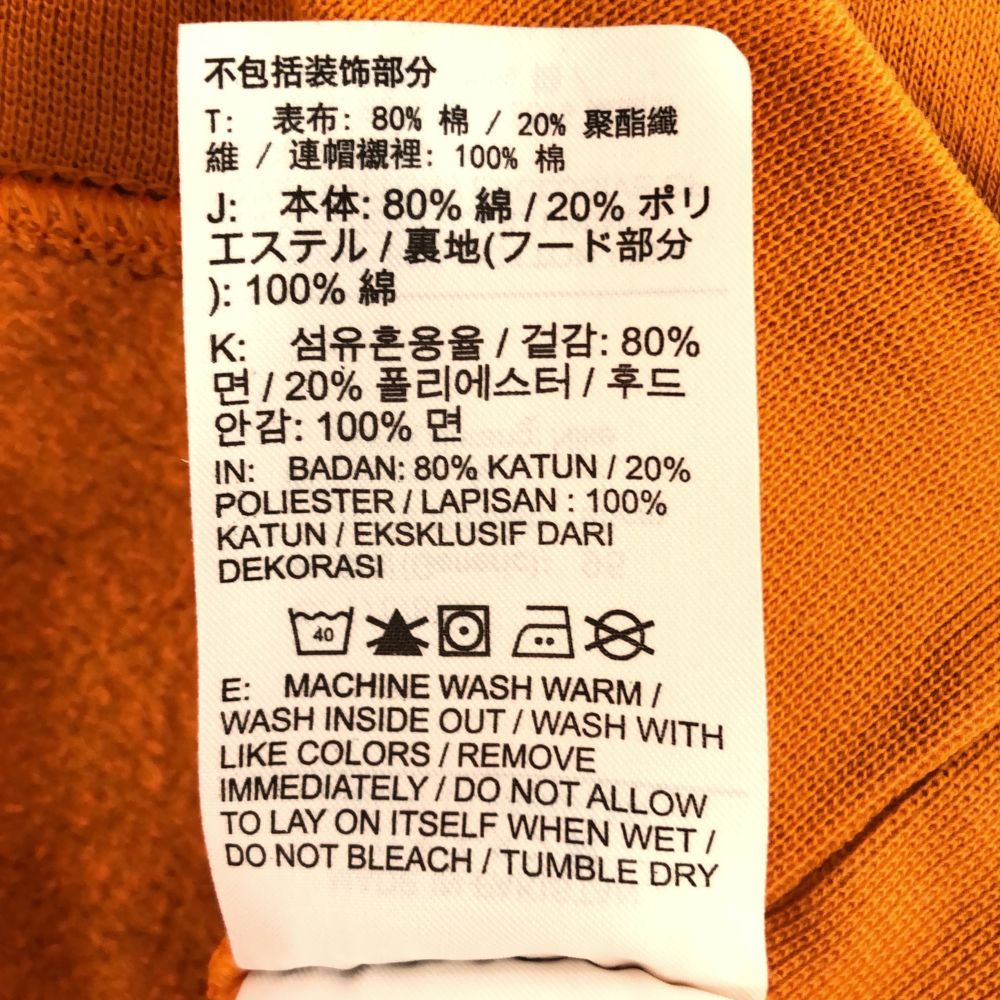 不包括装饰部分
T: 表布: 80% 棉 / 20% 聚酯纖
維 / 連帽襯裡: 100% 棉
J: 本体: 80% 綿 / 20% ポリ
エステル / 裏地(フード部分
): 100% 綿
K: 섬유혼용율 / 겉감: 80%
면 / 20% 폴리에스터 / 후드
안감: 100% 면
IN: BADAN: 80% KATUN / 20%
POLIESTER / LAPISAN : 100%
KATUN / EKSKLUSIF DARI
DEKORASI
40
E: MACHINE WASH WARM /
WASH INSIDE OUT / WASH WITH
LIKE COLORS / REMOVE
IMMEDIATELY / DO NOT ALLOW
TO LAY ON ITSELF WHEN WET /
DO NOT BLEACH / TUMBLE DRY